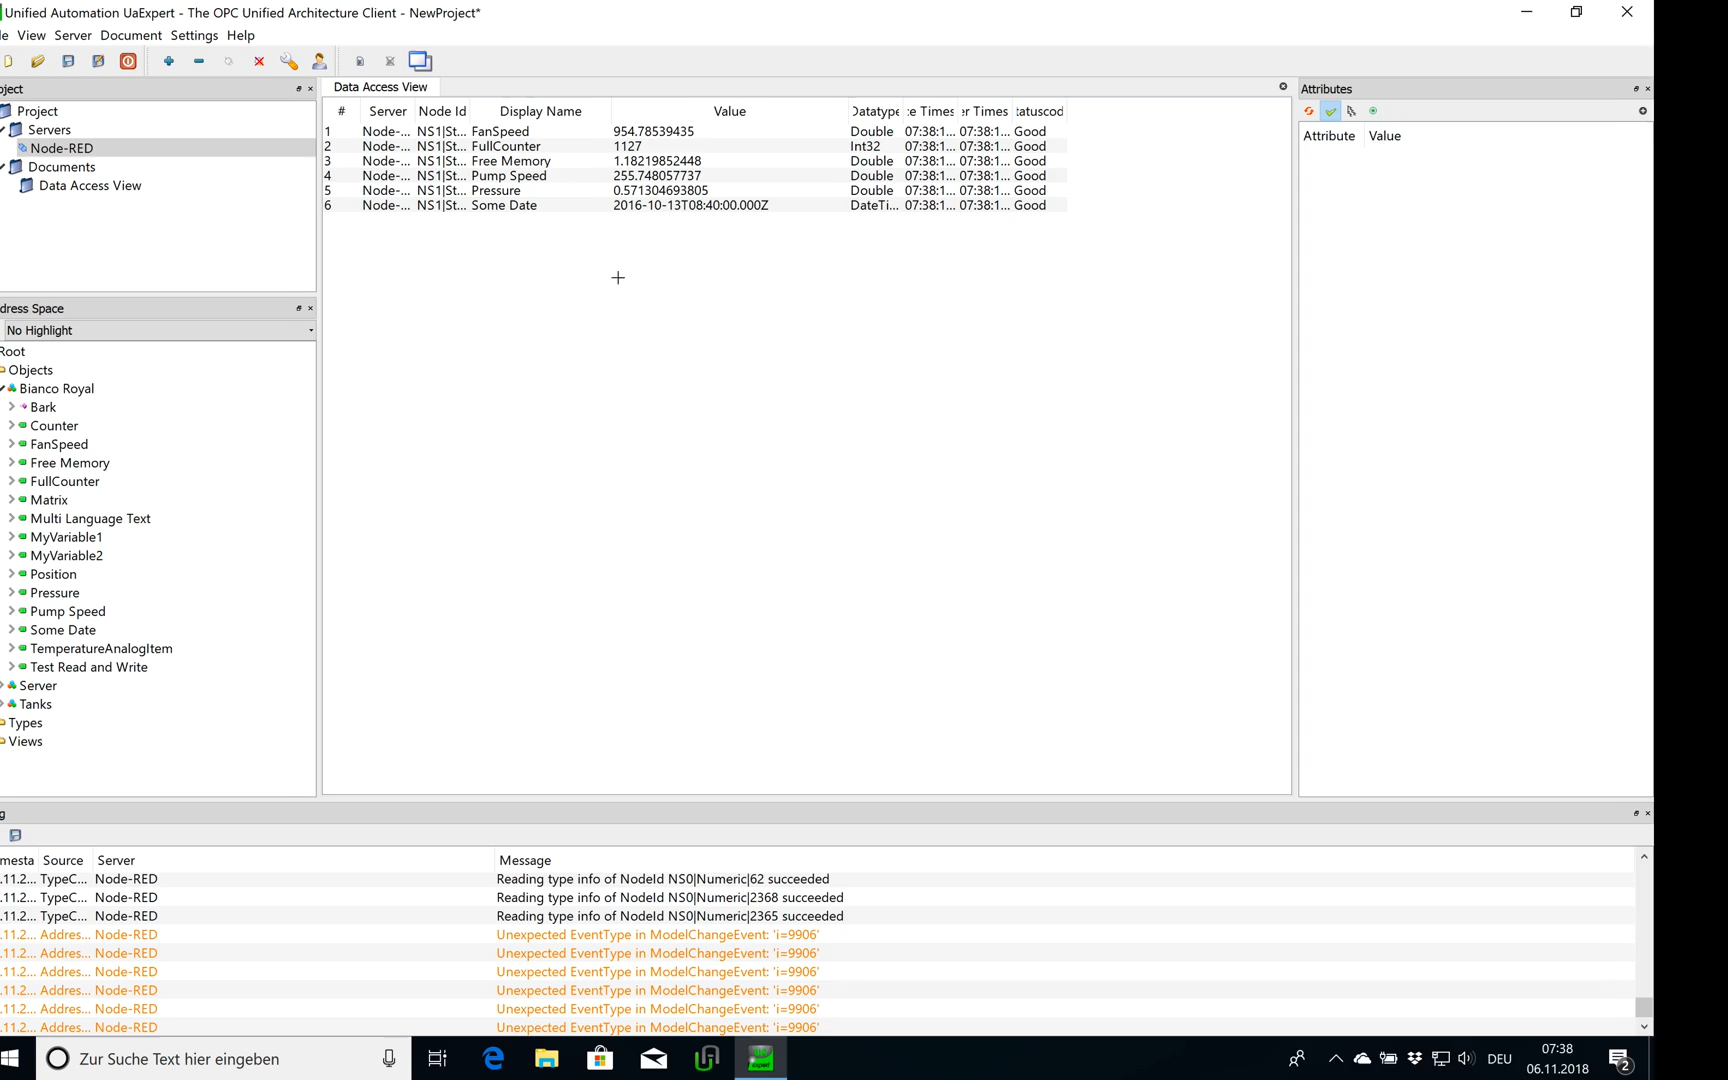 Unified Automation UaExpert - The OPC Unified Architecture Client - NewProject*
le View Server Document Settings Help
oject
Project
Servers
Node-RED
Documents
Data Access View
Data Access View
# Server Node Id Display Name Value Datatype :e Times er Times tatuscod
1 Node-... NS1|St... FanSpeed 954.78539435 Double 07:38:1... 07:38:1... Good
2 Node-... NS1|St... FullCounter 1127 Int32 07:38:1... 07:38:1... Good
3 Node-... NS1|St... Free Memory 1.18219852448 Double 07:38:1... 07:38:1... Good
4 Node-... NS1|St... Pump Speed 255.748057737 Double 07:38:1... 07:38:1... Good
5 Node-... NS1|St... Pressure 0.571304693805 Double 07:38:1... 07:38:1... Good
6 Node-... NS1|St... Some Date 2016-10-13T08:40:00.000Z DateTi... 07:38:1... 07:38:1... Good
Attributes
Attribute Value
dress Space
No Highlight
Root
Objects
Bianco Royal
Bark
Counter
FanSpeed
Free Memory
FullCounter
Matrix
Multi Language Text
MyVariable1
MyVariable2
Position
Pressure
Pump Speed
Some Date
TemperatureAnalogItem
Test Read and Write
Server
Tanks
Types
Views
g
mesta Source Server Message
.11.2... TypeC... Node-RED Reading type info of NodeId NS0|Numeric|62 succeeded
.11.2... TypeC... Node-RED Reading type info of NodeId NS0|Numeric|2368 succeeded
.11.2... TypeC... Node-RED Reading type info of NodeId NS0|Numeric|2365 succeeded
.11.2... Addres... Node-RED Unexpected EventType in ModelChangeEvent: 'i=9906'
.11.2... Addres... Node-RED Unexpected EventType in ModelChangeEvent: 'i=9906'
.11.2... Addres... Node-RED Unexpected EventType in ModelChangeEvent: 'i=9906'
.11.2... Addres... Node-RED Unexpected EventType in ModelChangeEvent: 'i=9906'
.11.2... Addres... Node-RED Unexpected EventType in ModelChangeEvent: 'i=9906'
.11.2... Addres... Node-RED Unexpected EventType in ModelChangeEvent: 'i=9906'
Zur Suche Text hier eingeben
expert
DEU
07:38
06.11.2018
2